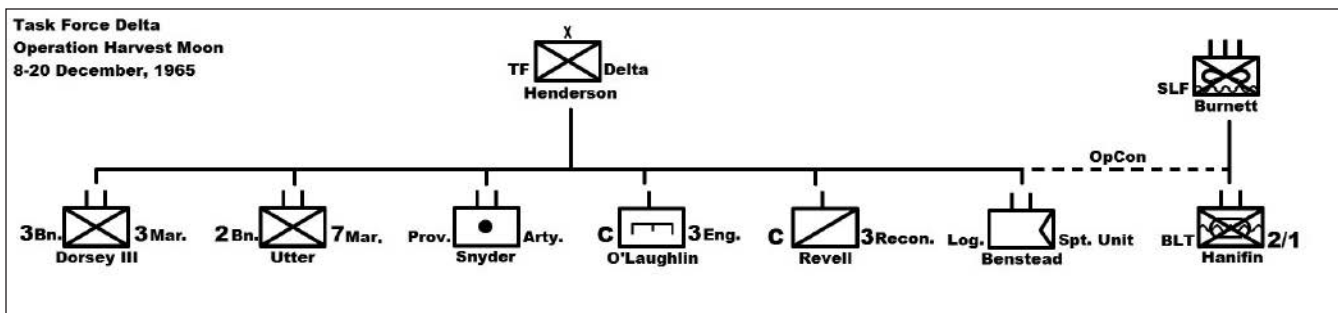 Task Force Delta
Operation Harvest Moon
8-20 December, 1965
X
TF Delta
Henderson
SLF
Burnett
OpCon
3Bn. 3Mar.
Dorsey III
2Bn. 7Mar.
Utter
Prov. Arty.
Snyder
C 3Eng.
O'Laughlin
C 3Recon.
Revell
Log. Spt. Unit
Benstead
BLT 2/1
Hanifin